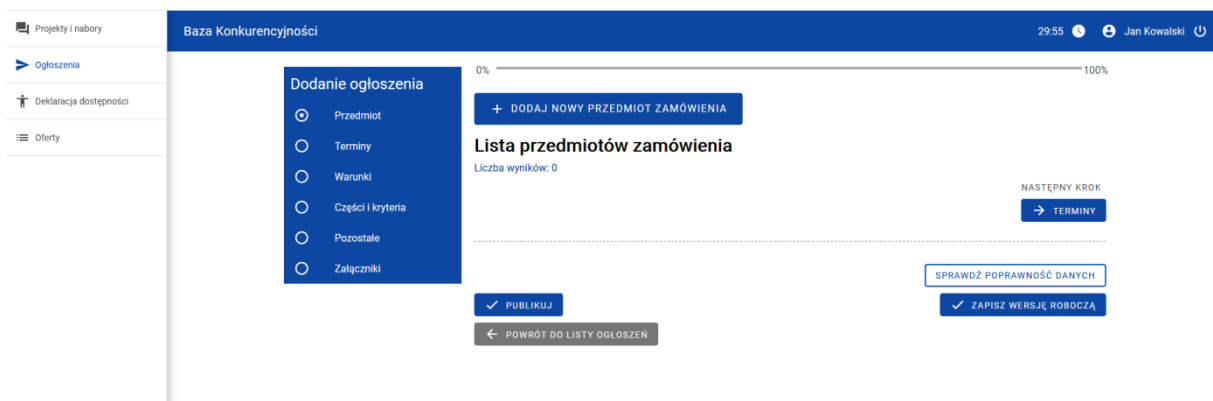 Projekty i nabory
Ogłoszenia
Deklaracja dostępności
Oferty
Baza Konkurencyjności
29:55
Jan Kowalski
Dodanie ogłoszenia
Przedmiot
Terminy
Warunki
Części i kryteria
Pozostałe
Załączniki
0% 100%
+ DODAJ NOWY PRZEDMIOT ZAMÓWIENIA
Lista przedmiotów zamówienia
Liczba wyników: 0
NASTĘPNY KROK
→ TERMINY
SPRAWDŹ POPRAWNOŚĆ DANYCH
PUBLIKUJ
ZAPISZ WERSJĘ ROBOCZĄ
← POWRÓT DO LISTY OGŁOSZEŃ